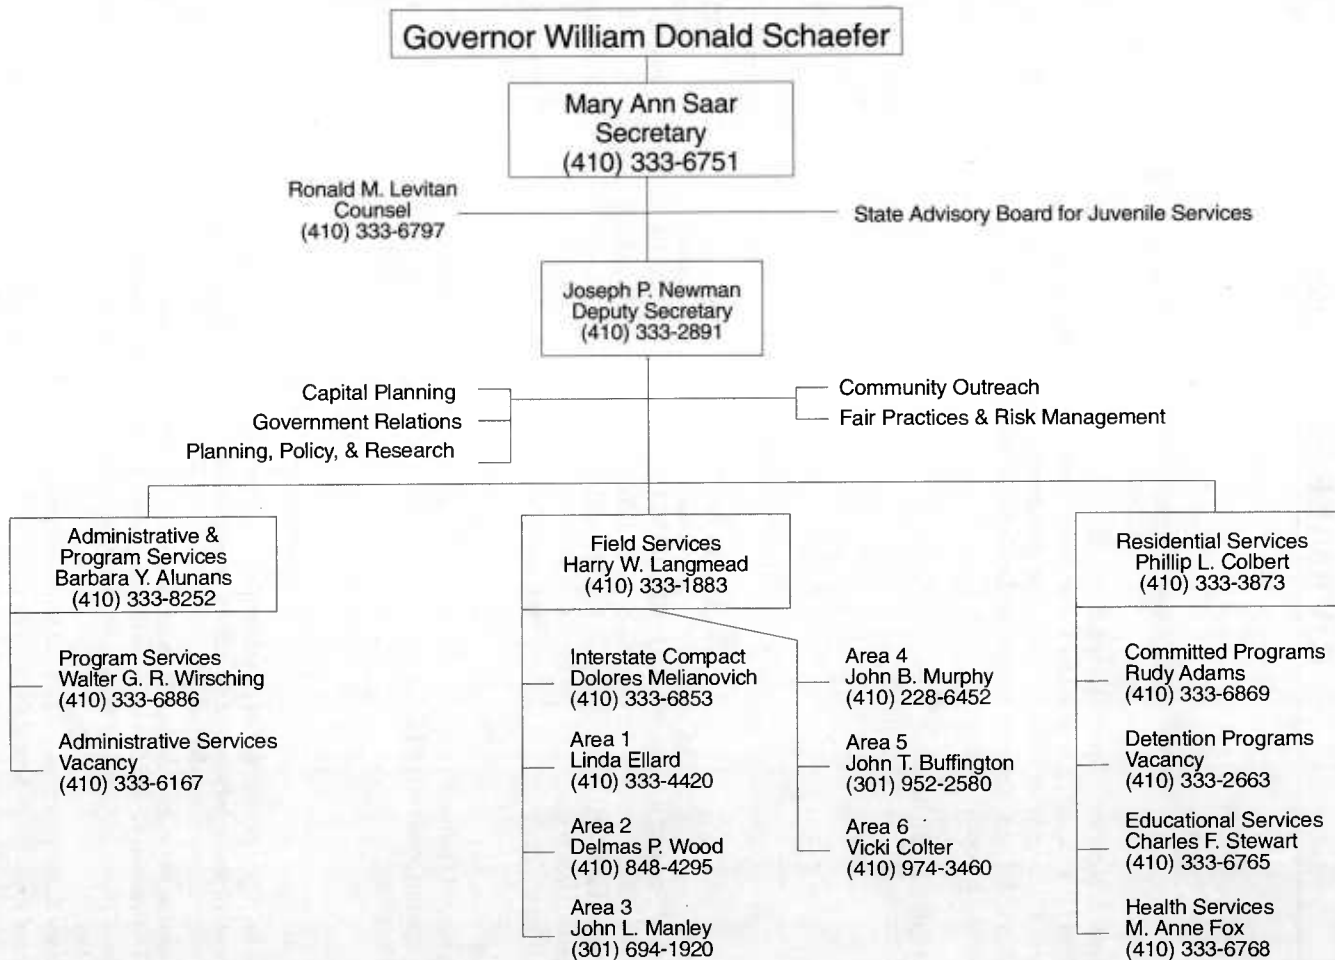 Governor William Donald Schaefer
Mary Ann Saar
Secretary
(410) 333-6751
Ronald M. Levitan
Counsel
(410) 333-6797
State Advisory Board for Juvenile Services
Joseph P. Newman
Deputy Secretary
(410) 333-2891
Capital Planning
Government Relations
Planning, Policy, & Research
Community Outreach
Fair Practices & Risk Management
Administrative &
Program Services
Barbara Y. Alunans
(410) 333-8252
Program Services
Walter G. R. Wirsching
(410) 333-6886
Administrative Services
Vacancy
(410) 333-6167
Field Services
Harry W. Langmead
(410) 333-1883
Interstate Compact
Dolores Melianovich
(410) 333-6853
Area 1
Linda Ellard
(410) 333-4420
Area 2
Delmas P. Wood
(410) 848-4295
Area 3
John L. Manley
(301) 694-1920
Area 4
John B. Murphy
(410) 228-6452
Area 5
John T. Buffington
(301) 952-2580
Area 6
Vicki Colter
(410) 974-3460
Residential Services
Phillip L. Colbert
(410) 333-3873
Committed Programs
Rudy Adams
(410) 333-6869
Detention Programs
Vacancy
(410) 333-2663
Educational Services
Charles F. Stewart
(410) 333-6765
Health Services
M. Anne Fox
(410) 333-6768